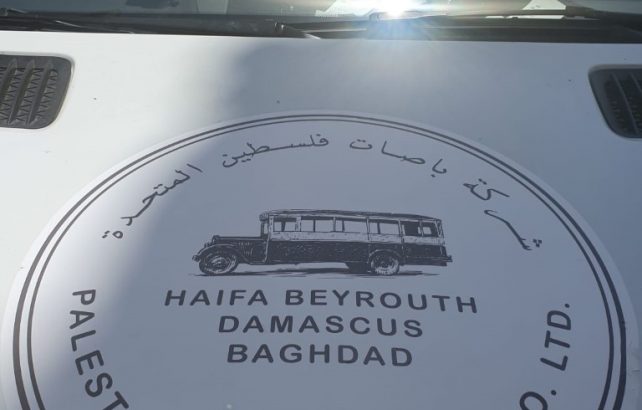 شركة باصات فلسطين المتحدة
HAIFA BEYROUTH
DAMASCUS
BAGHDAD
PALEST
O. LTD.